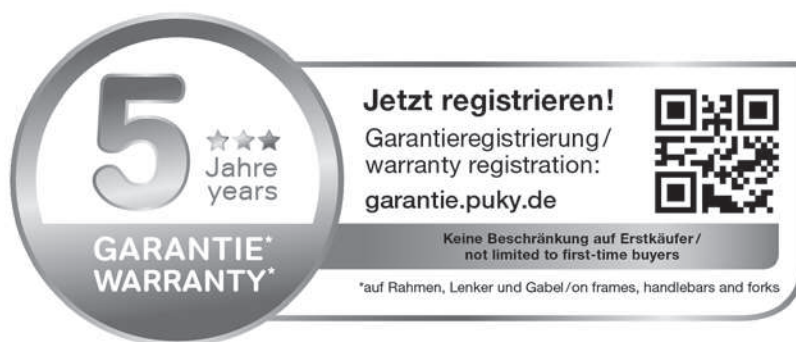 5
Jahre
years
GARANTIE*
WARRANTY*
Jetzt registrieren!
Garantieregistrierung/
warranty registration:
garantie.puky.de
Keine Beschränkung auf Erstkäufer/
not limited to first-time buyers
*auf Rahmen, Lenker und Gabel/on frames, handlebars and forks